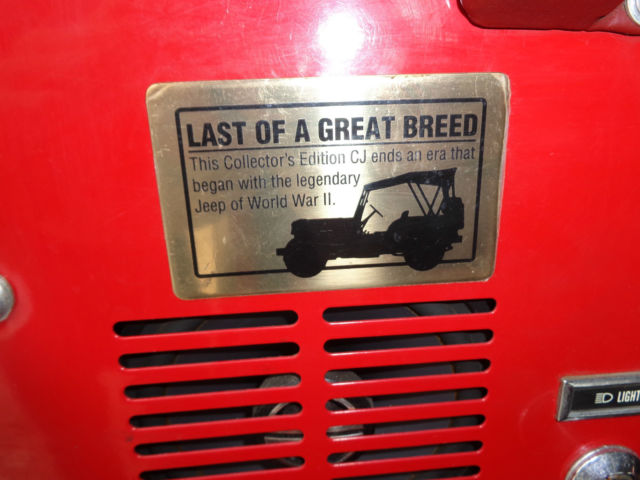 LAST OF A GREAT BREED
This Collector's Edition CJ ends an era that
began with the legendary
Jeep of World War II.
LIGHT